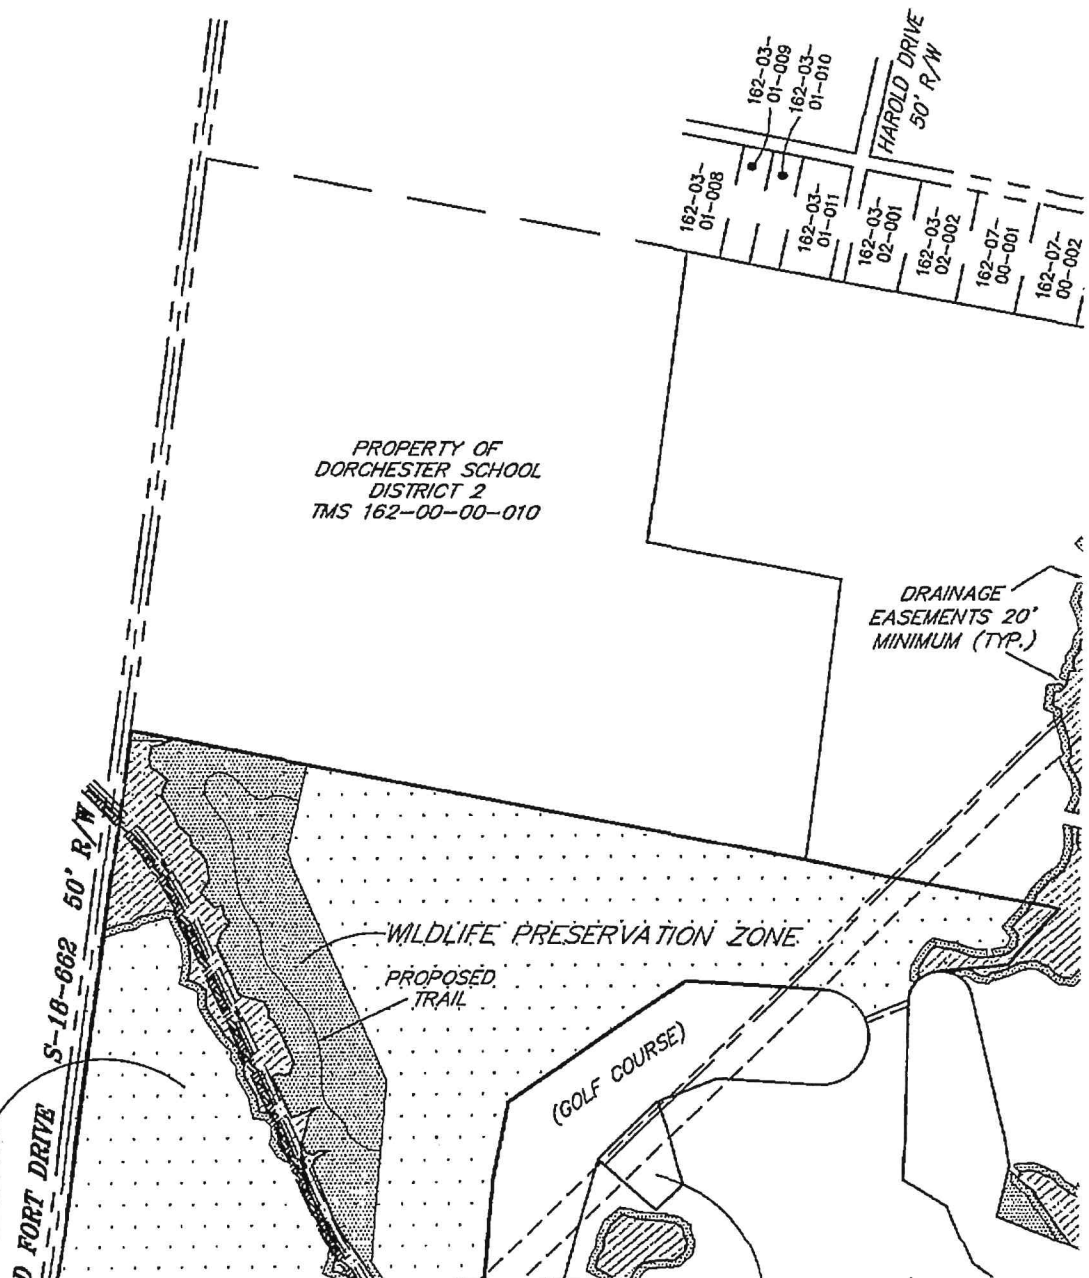 HAROLD DRIVE
50' R/W
162-03-
01-009
162-03-
01-010
162-03-
01-008
162-03-
01-011
162-03-
02-001
162-03-
02-002
162-07-
00-001
162-07-
00-002
PROPERTY OF
DORCHESTER SCHOOL
DISTRICT 2
TMS 162-00-00-010
DRAINAGE
EASEMENTS 20'
MINIMUM (TYP.)
WILDLIFE PRESERVATION ZONE
PROPOSED
TRAIL
(GOLF COURSE)
D FORT DRIVE S-18-662 50' R/W